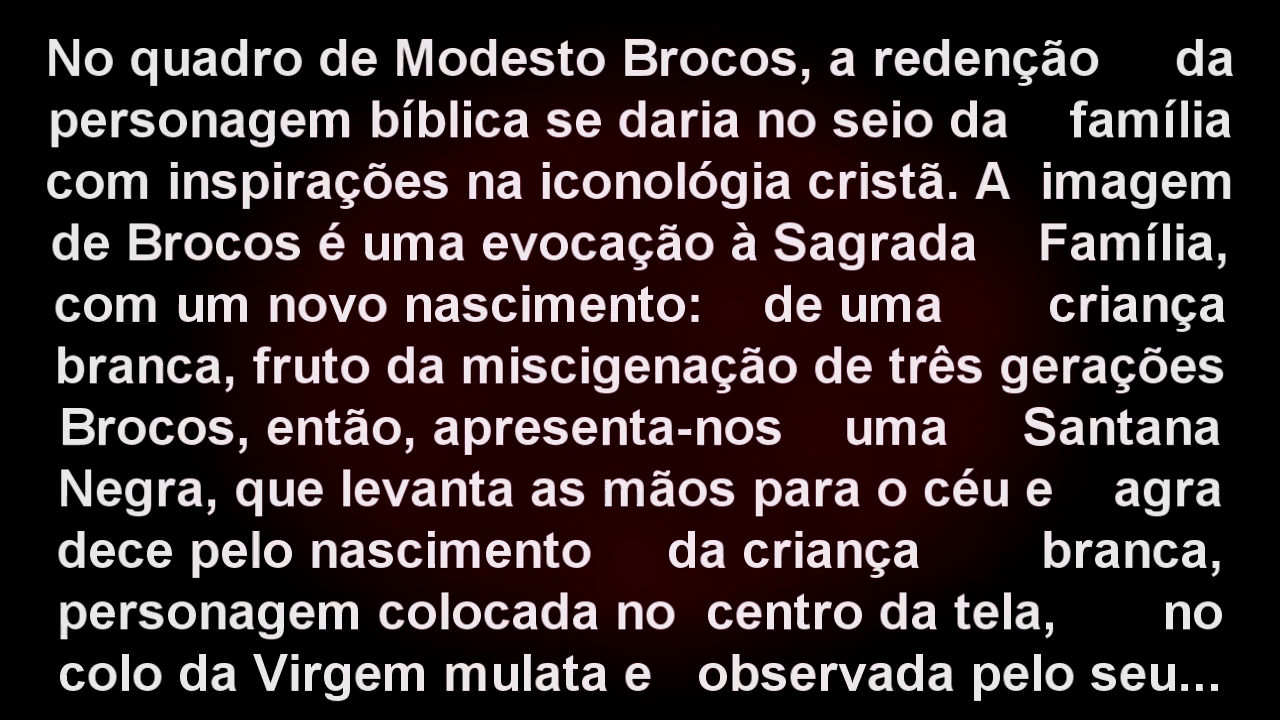 No quadro de Modesto Brocos, a redenção da
personagem bíblica se daria no seio da família
com inspirações na iconológia cristã. A imagem
de Brocos é uma evocação à Sagrada Família,
com um novo nascimento: de uma criança
branca, fruto da miscigenação de três gerações
Brocos, então, apresenta-nos uma Santana
Negra, que levanta as mãos para o céu e agra
dece pelo nascimento da criança branca,
personagem colocada no centro da tela, no
colo da Virgem mulata e observada pelo seu...